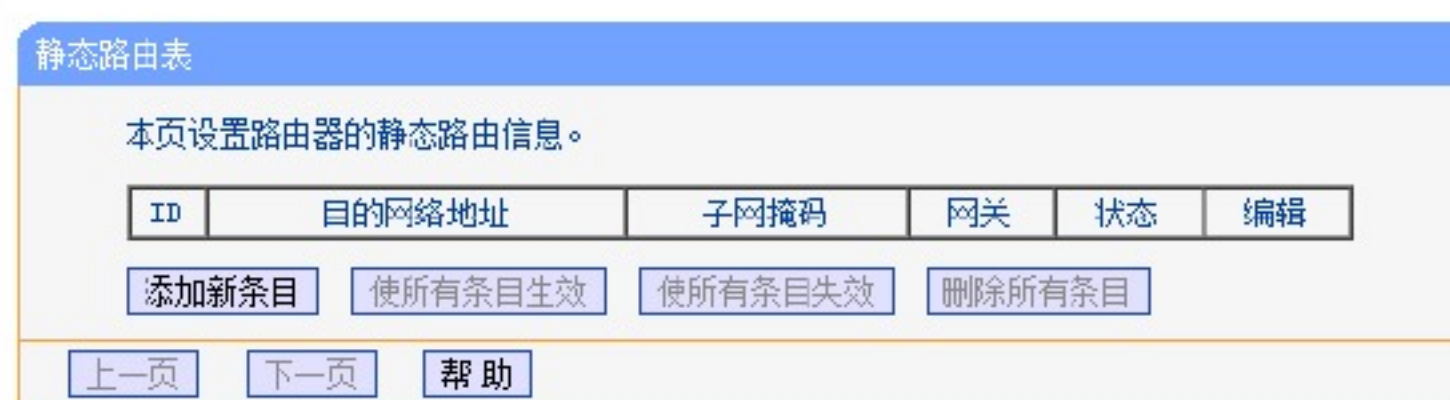 静态路由表
本页设置路由器的静态路由信息。
ID 目的网络地址 子网掩码 网关 状态 编辑
添加新条目 使所有条目生效 使所有条目失效 删除所有条目
上一页 下一页 帮 助